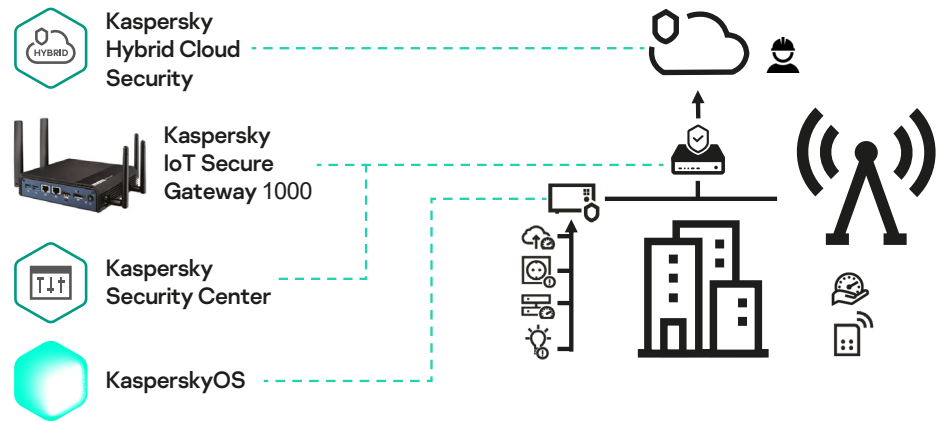 HYBRID
Kaspersky
Hybrid Cloud
Security
Kaspersky
IoT Secure
Gateway 1000
Kaspersky
Security Center
KasperskyOS